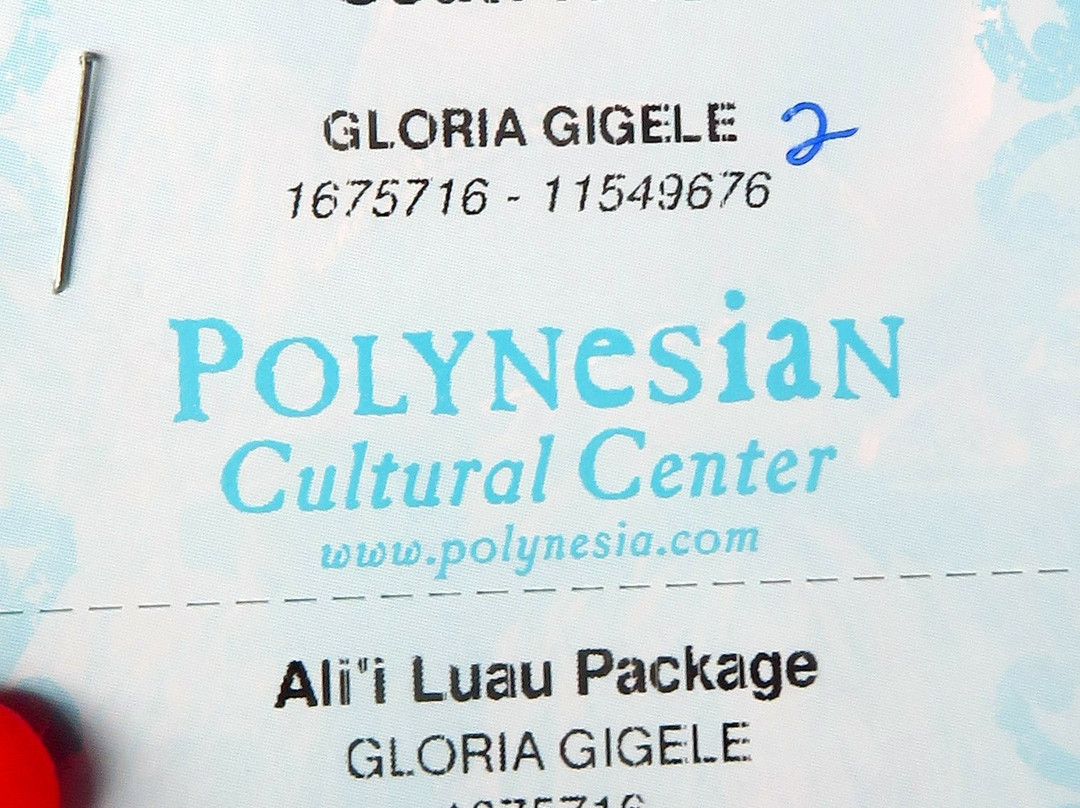 GLORIA GIGELE 2
1675716 - 11549676
POLYNesiaN
Cultural Center
www.polynesia.com
Ali'i Luau Package
GLORIA GIGELE